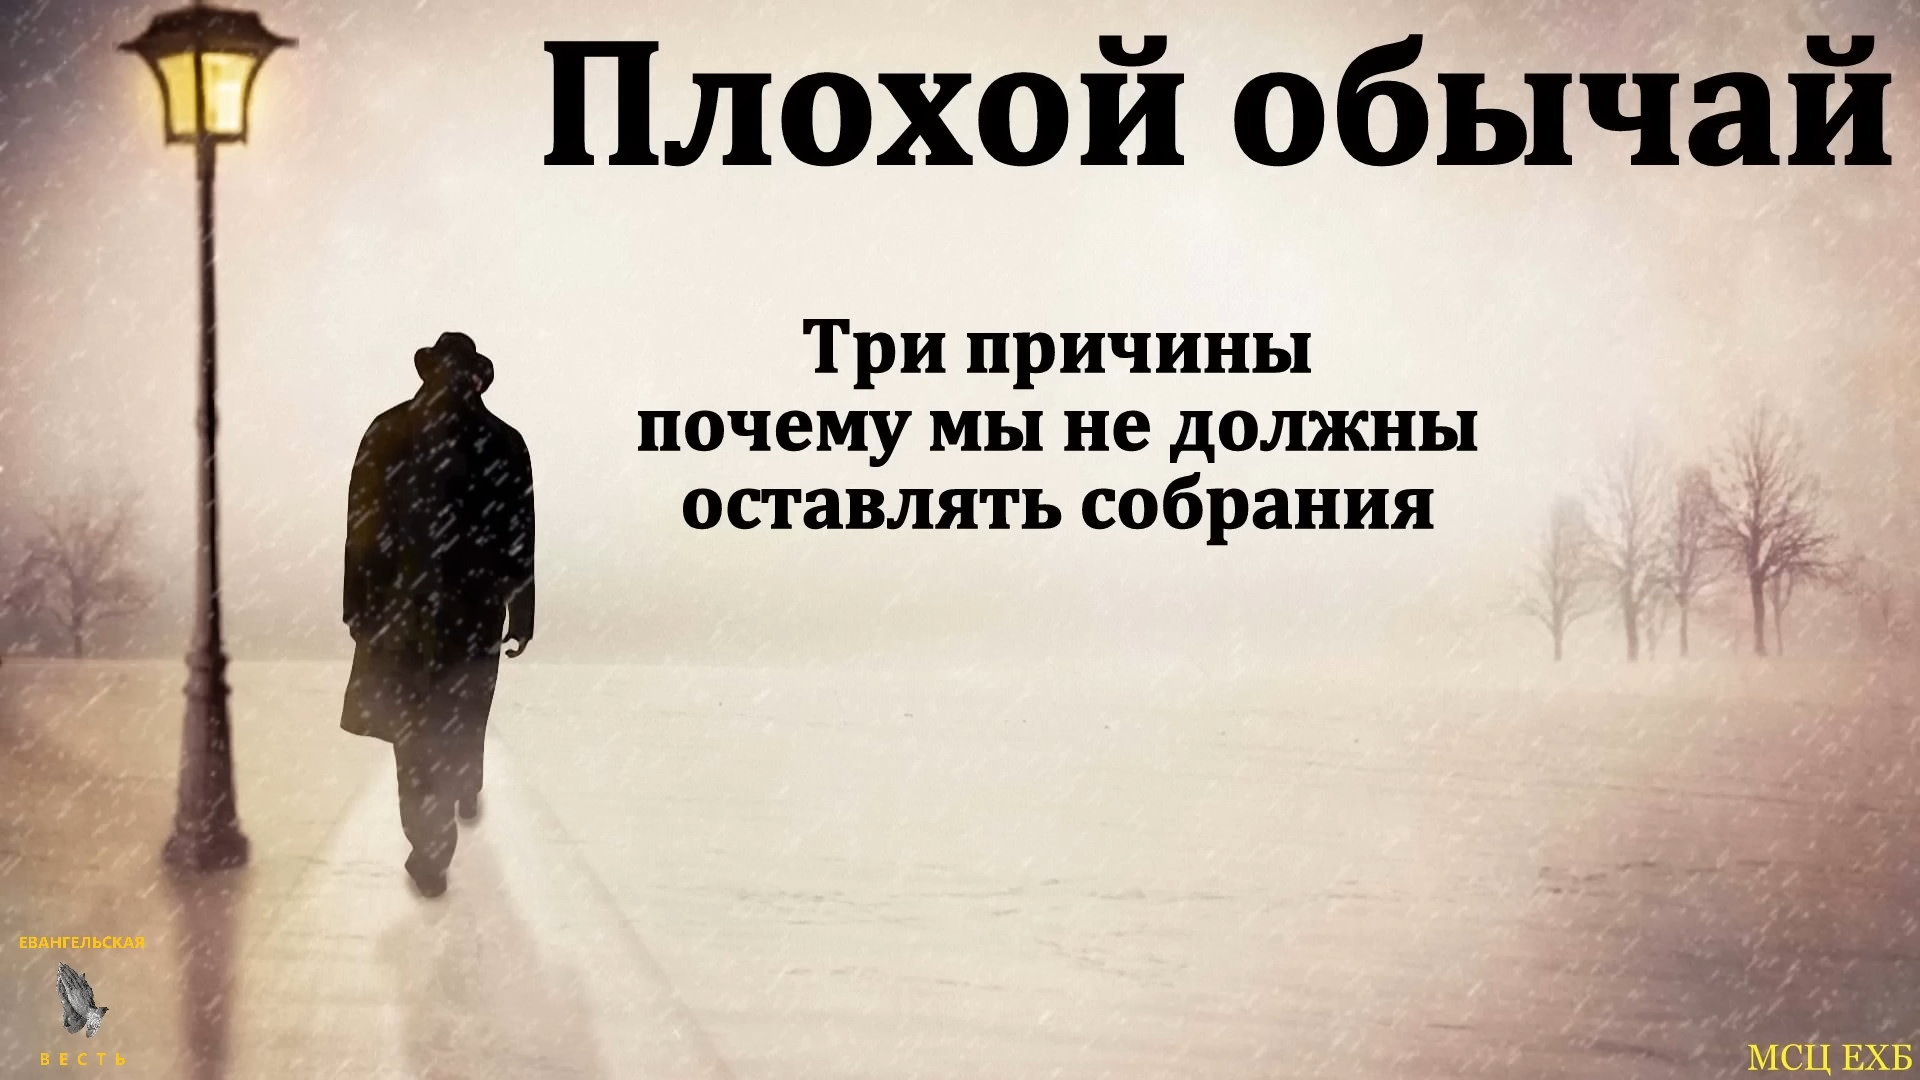 Плохой обычай
Три причины
почему мы не должны
оставлять собрания
ЕВАНГЕЛЬСКАЯ
ВЕСТЬ
МСЦ ЕХБ